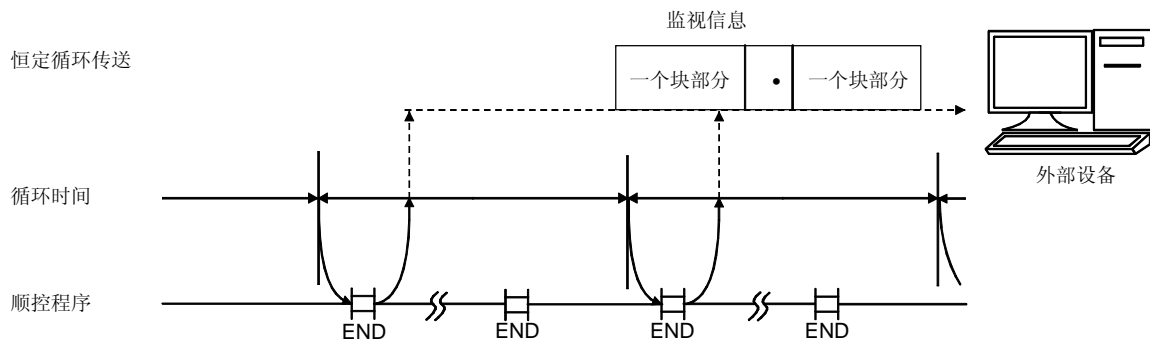 监视信息
恒定循环传送
一个块部分 • 一个块部分
外部设备
循环时间
顺控程序
END END END END